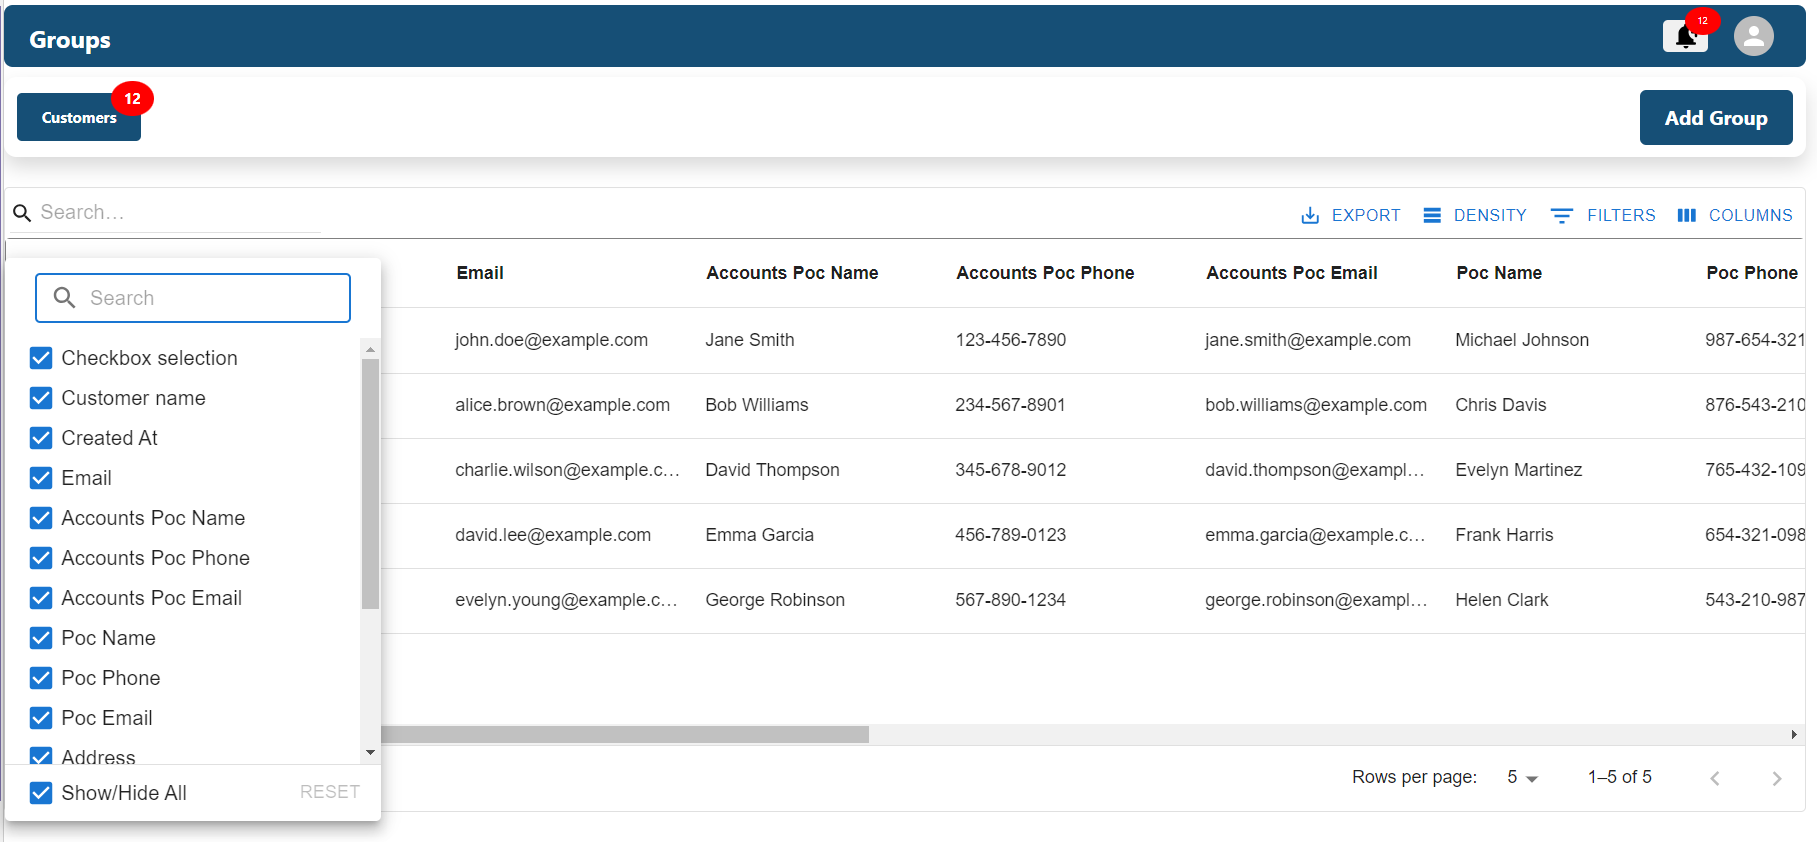 Groups
12
Customers
12
Add Group
Search…
EXPORT
DENSITY
FILTERS
COLUMNS
Email Accounts Poc Name Accounts Poc Phone Accounts Poc Email Poc Name Poc Phone
john.doe@example.com Jane Smith 123-456-7890 jane.smith@example.com Michael Johnson 987-654-321
alice.brown@example.com Bob Williams 234-567-8901 bob.williams@example.com Chris Davis 876-543-210
charlie.wilson@example.c… David Thompson 345-678-9012 david.thompson@exampl… Evelyn Martinez 765-432-109
david.lee@example.com Emma Garcia 456-789-0123 emma.garcia@example.c… Frank Harris 654-321-098
evelyn.young@example.c… George Robinson 567-890-1234 george.robinson@exampl… Helen Clark 543-210-987
Search
Checkbox selection
Customer name
Created At
Email
Accounts Poc Name
Accounts Poc Phone
Accounts Poc Email
Poc Name
Poc Phone
Poc Email
Address
Show/Hide All
RESET
Rows per page: 5 1–5 of 5